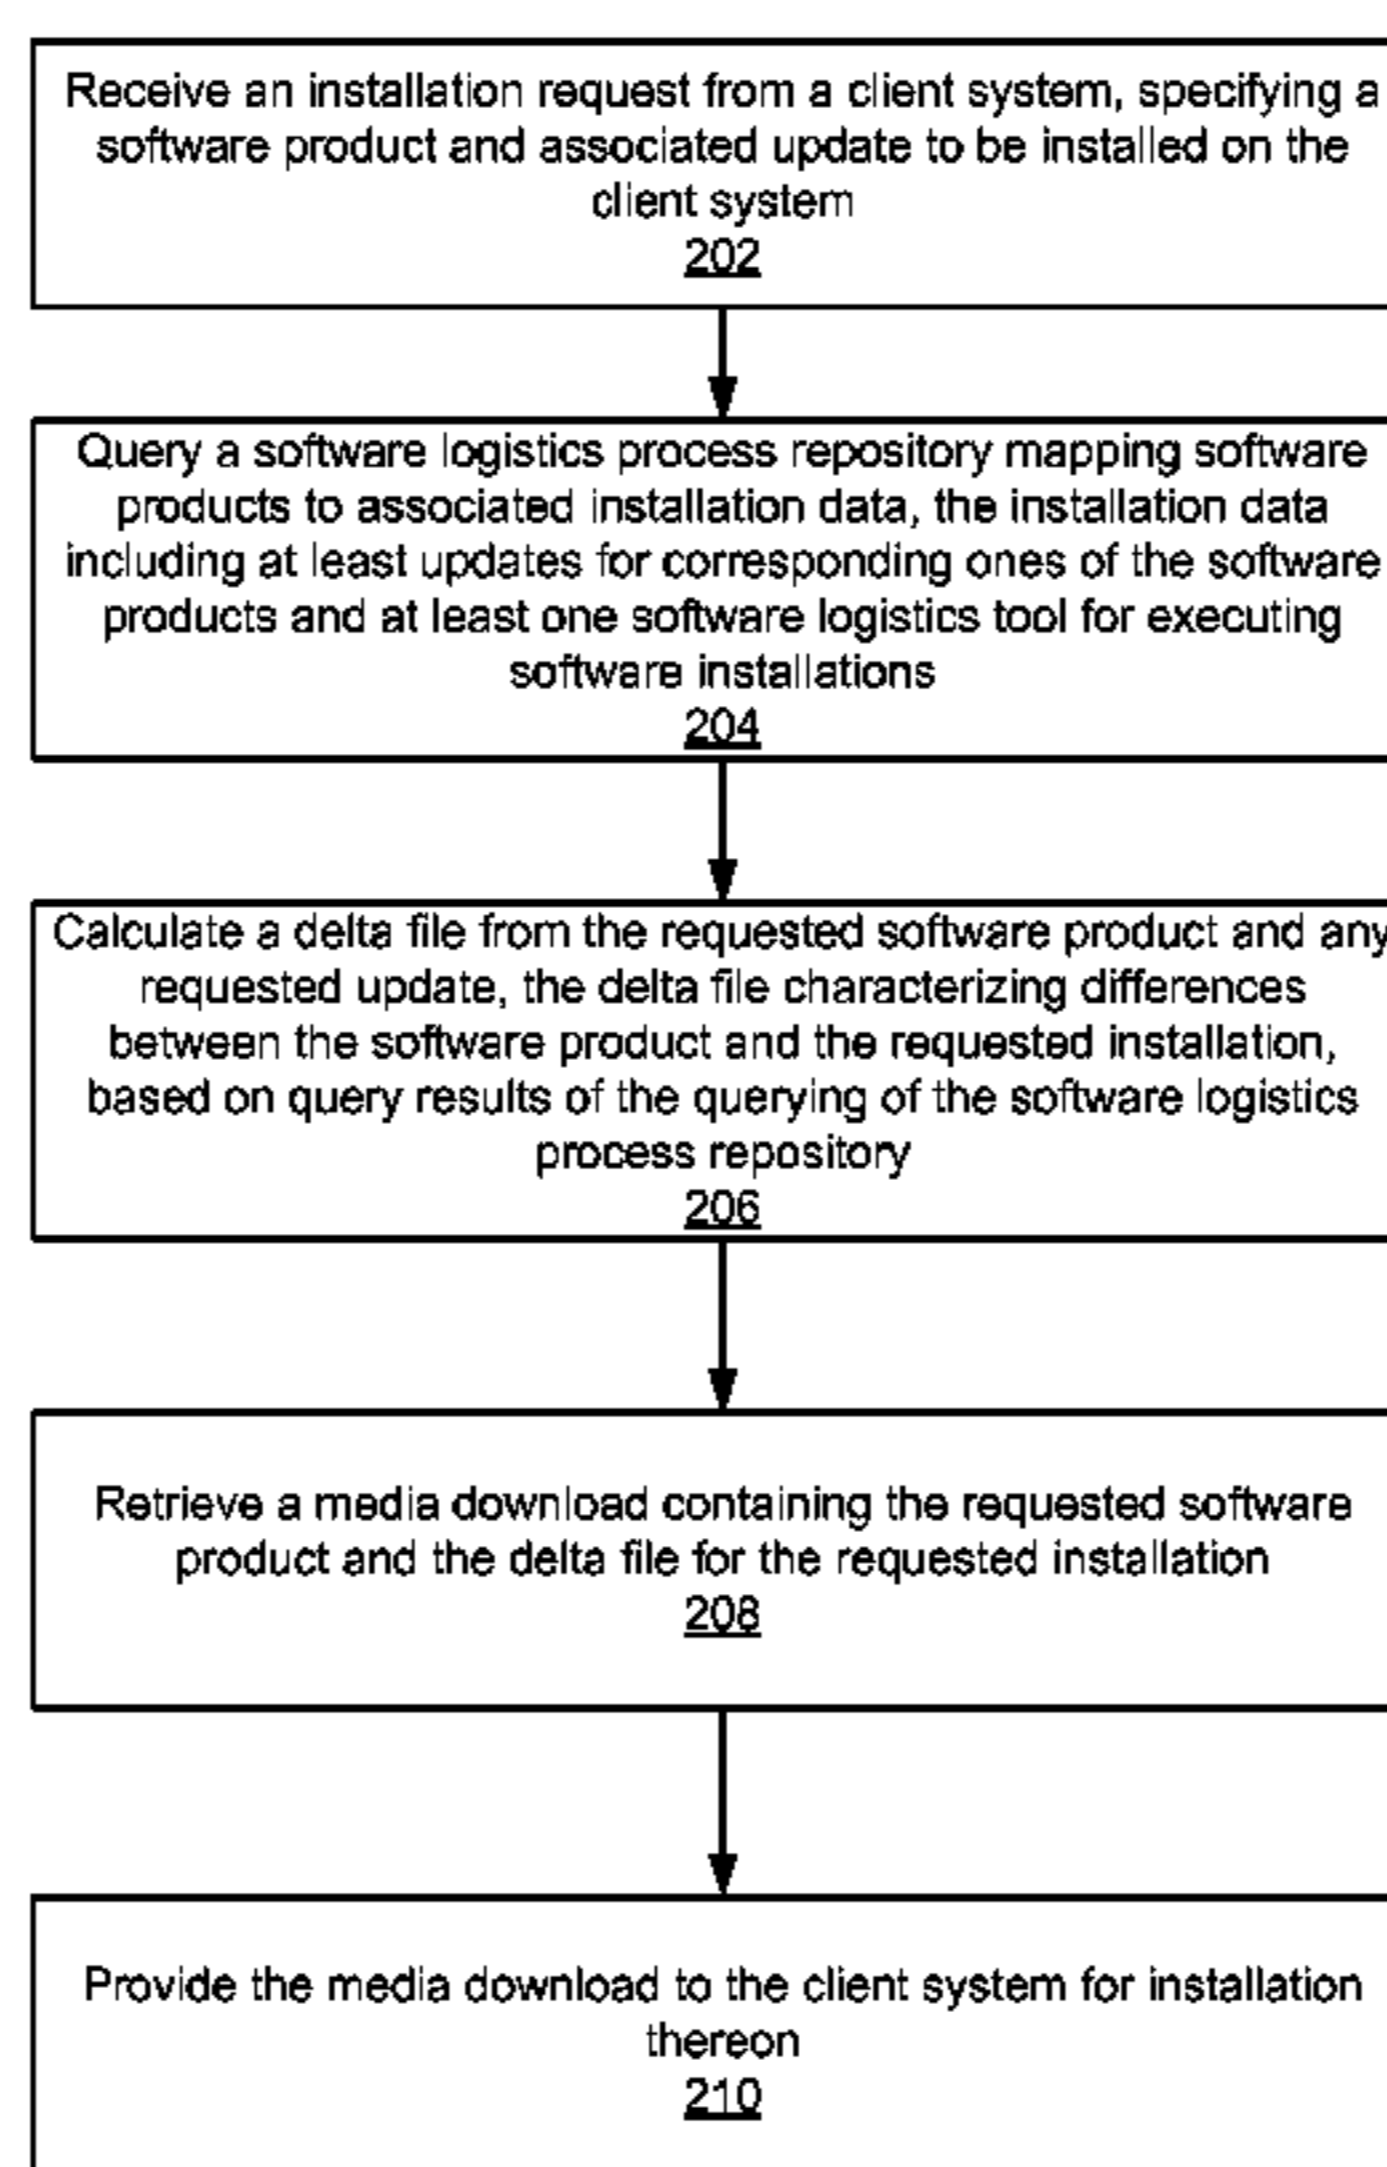 Receive an installation request from a client system, specifying a
software product and associated update to be installed on the
client system
202
Query a software logistics process repository mapping software
products to associated installation data, the installation data
including at least updates for corresponding ones of the software
products and at least one software logistics tool for executing
software installations
204
Calculate a delta file from the requested software product and any
requested update, the delta file characterizing differences
between the software product and the requested installation,
based on query results of the querying of the software logistics
process repository
206
Retrieve a media download containing the requested software
product and the delta file for the requested installation
208
Provide the media download to the client system for installation
thereon
210